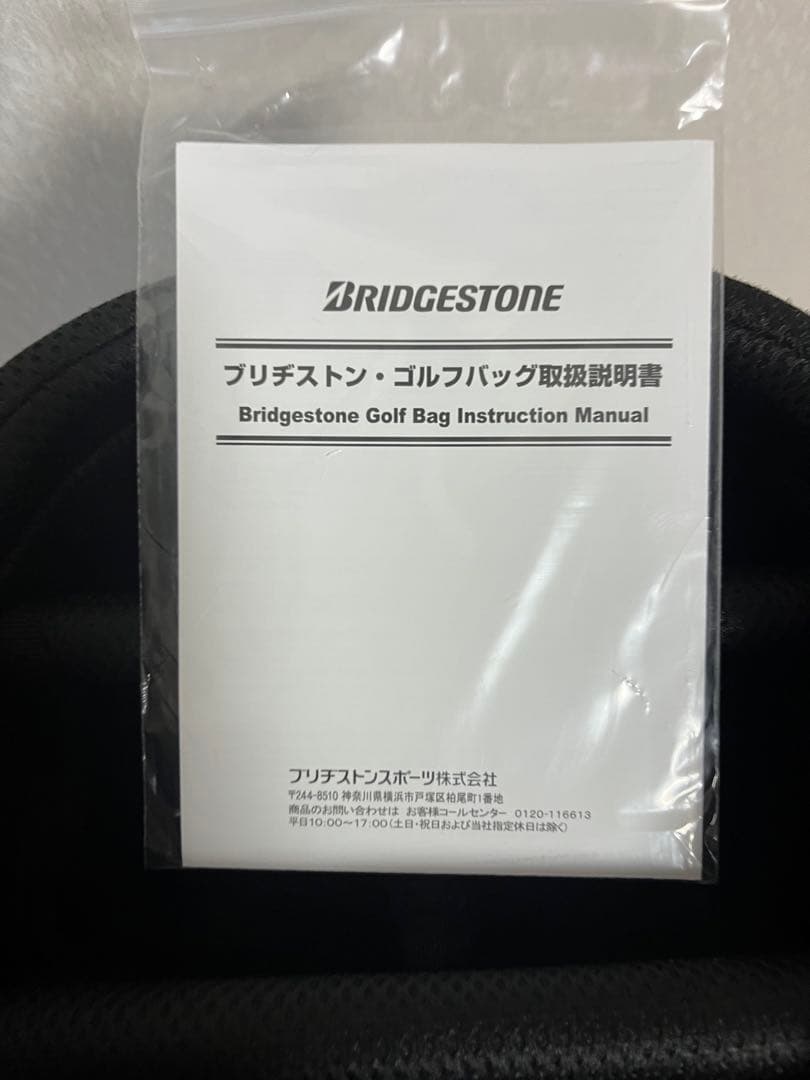 BRIDGESTONE
ブリヂストン・ゴルフバッグ取扱説明書
Bridgestone Golf Bag Instruction Manual
ブリヂストンスポーツ株式会社
〒244-8510 神奈川県横浜市戸塚区柏尾町1番地
商品のお問い合わせは お客様コールセンター 0120-116613
平日10:00〜17:00(土日・祝日および当社指定休日は除く)